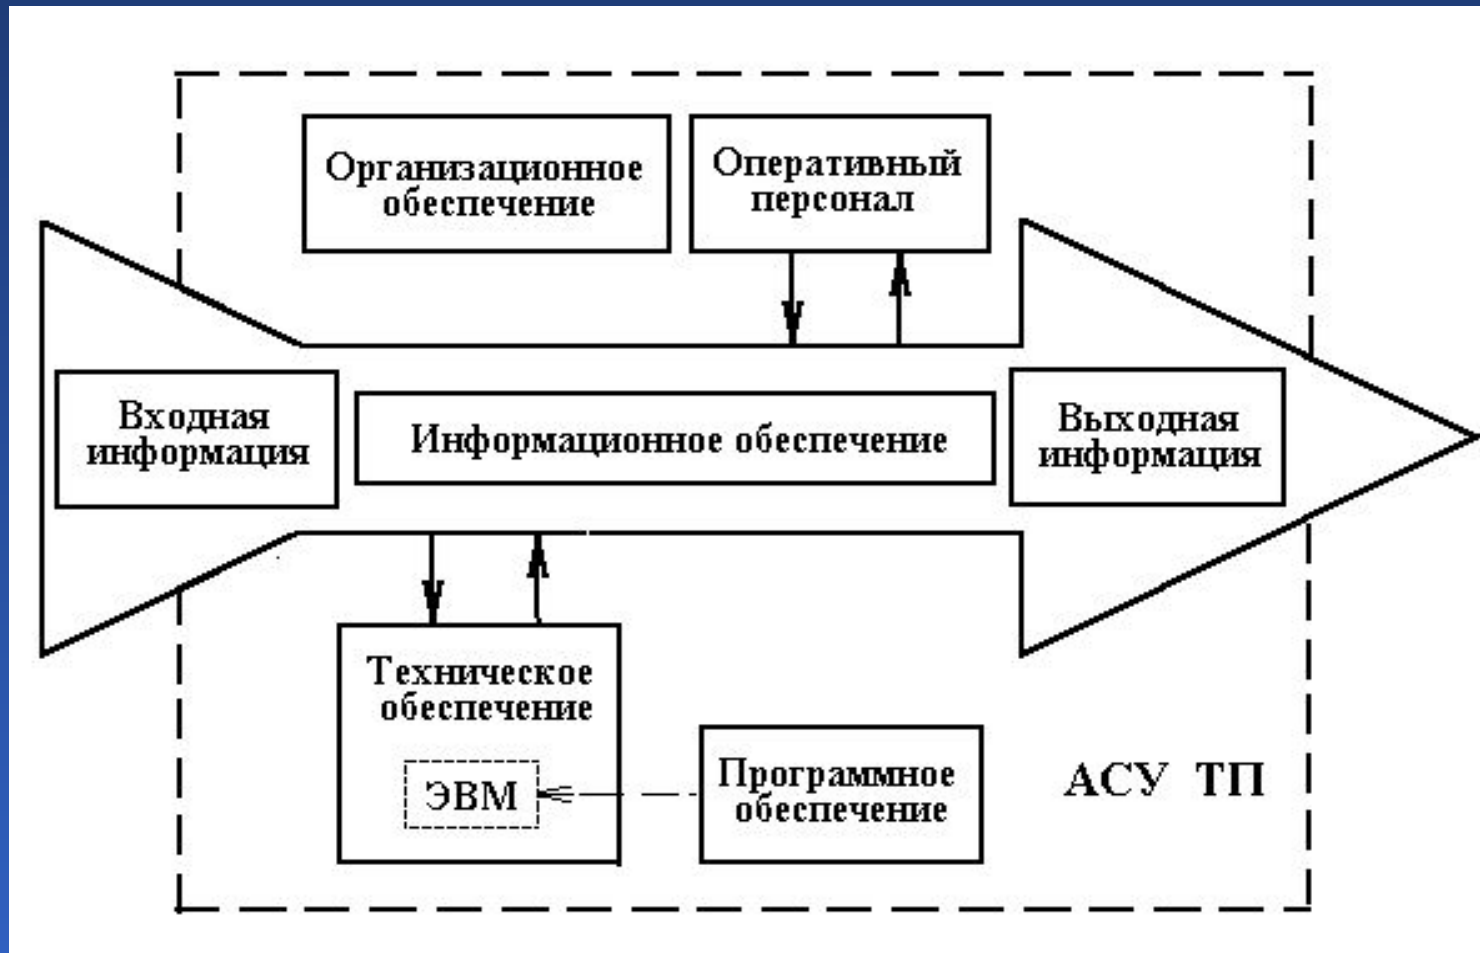 Организационное
обеспечение
Оперативный
персонал
Входная
информация
Информационное обеспечение
Выходная
информация
Техническое
обеспечение
ЭВМ
Программное
обеспечение
АСУ ТП